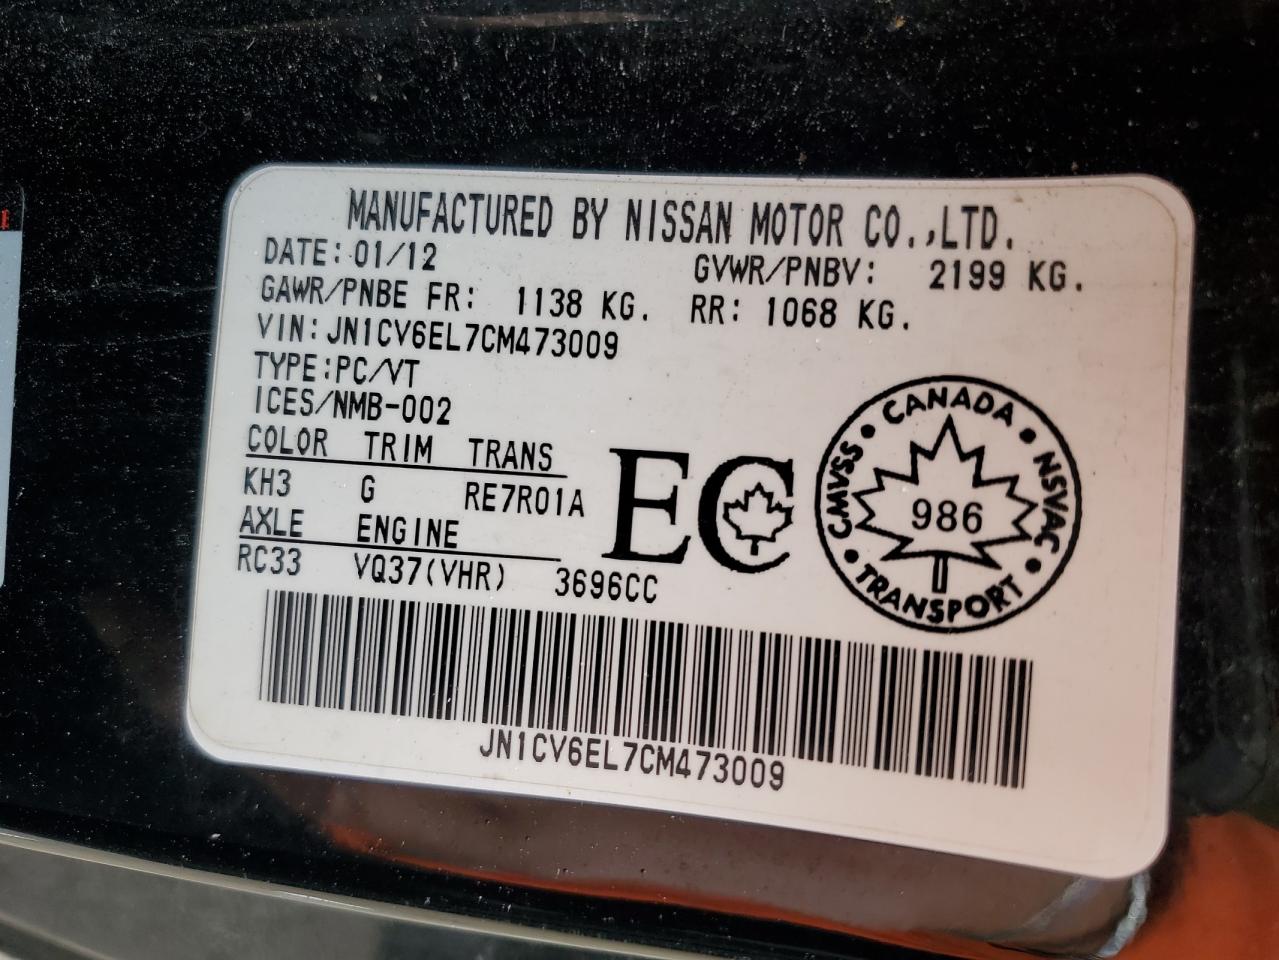 MANUFACTURED BY NISSAN MOTOR CO.,LTD.
DATE: 01/12 GVWR/PNBV: 2199 KG.
GAWR/PNBE FR: 1138 KG. RR: 1068 KG.
VIN: JN1CV6EL7CM473009
TYPE:PC/VT
ICES/NMB-002
COLOR TRIM TRANS
KH3 G RE7R01A
AXLE ENGINE
RC33 VQ37(VHR) 3696CC
EC
CANADA • NSVAC • TRANSPORT • CMVSS •
986
JN1CV6EL7CM473009